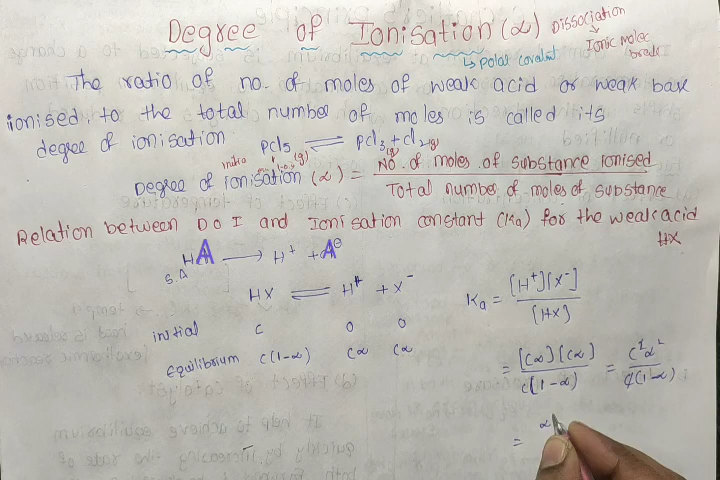 Degree of Ionisation (α) Dissociation
↳ polar covalent
Ionic molec
break
The ratio of no. of moles of weak acid or weak base
ionised to the total number of moles is called its
degree of ionisation
PCl5 (g) ⇌ PCl3(g) + Cl2(g)
Degree of ionisation (α) = No. of moles of substance ionised
Total number of moles of substance
Relation between D O I and Ionisation constant (Ka) for the weak acid
HX
HA → H+ + A⊖
S.A
HX ⇌ H+ + X-
initial C 0 0
Equilibrium C(1-α) Cα Cα
Ka = [H+][X-]
[HX]
= [Cα][Cα] = C²α²
C(1-α) C(1-α)
= α